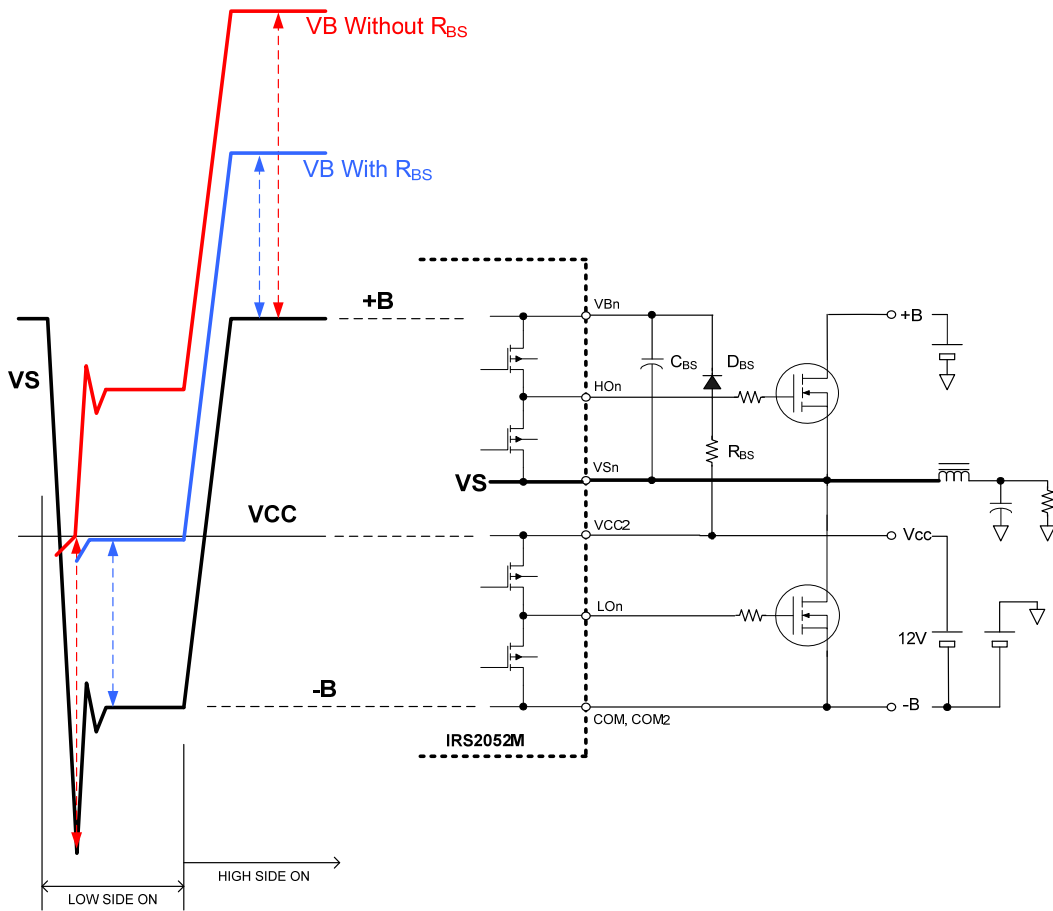 VB Without RBS
VB With RBS
+B
VS
VBn
+B
CBS
DBS
HOn
RBS
VSn
VS
VCC
VCC2
Vcc
LOn
12V
-B
-B
COM, COM2
IRS2052M
HIGH SIDE ON
LOW SIDE ON